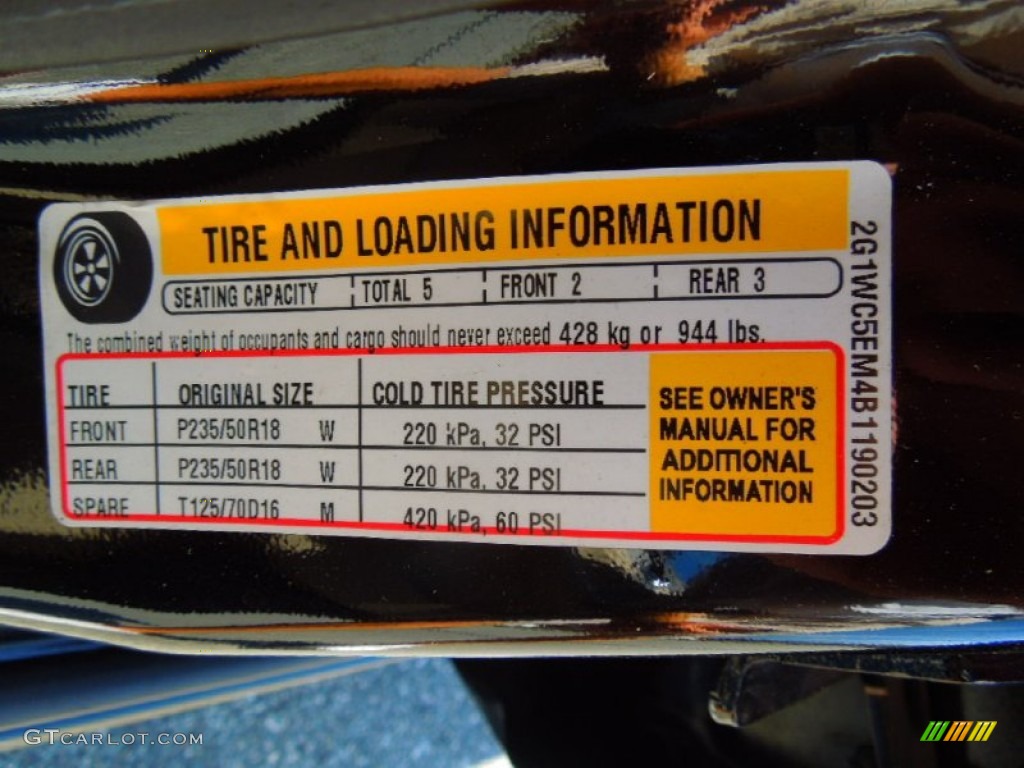 TIRE AND LOADING INFORMATION
SEATING CAPACITY TOTAL 5 FRONT 2 REAR 3
The combined weight of occupants and cargo should never exceed 428 kg or 944 lbs.
TIRE ORIGINAL SIZE COLD TIRE PRESSURE
FRONT P235/50R18 W 220 kPa, 32 PSI
REAR P235/50R18 W 220 kPa, 32 PSI
SPARE T125/70D16 M 420 kPa, 60 PSI
SEE OWNER'S
MANUAL FOR
ADDITIONAL
INFORMATION
2G1WC5EM4B1190203
GTCARLOT.COM